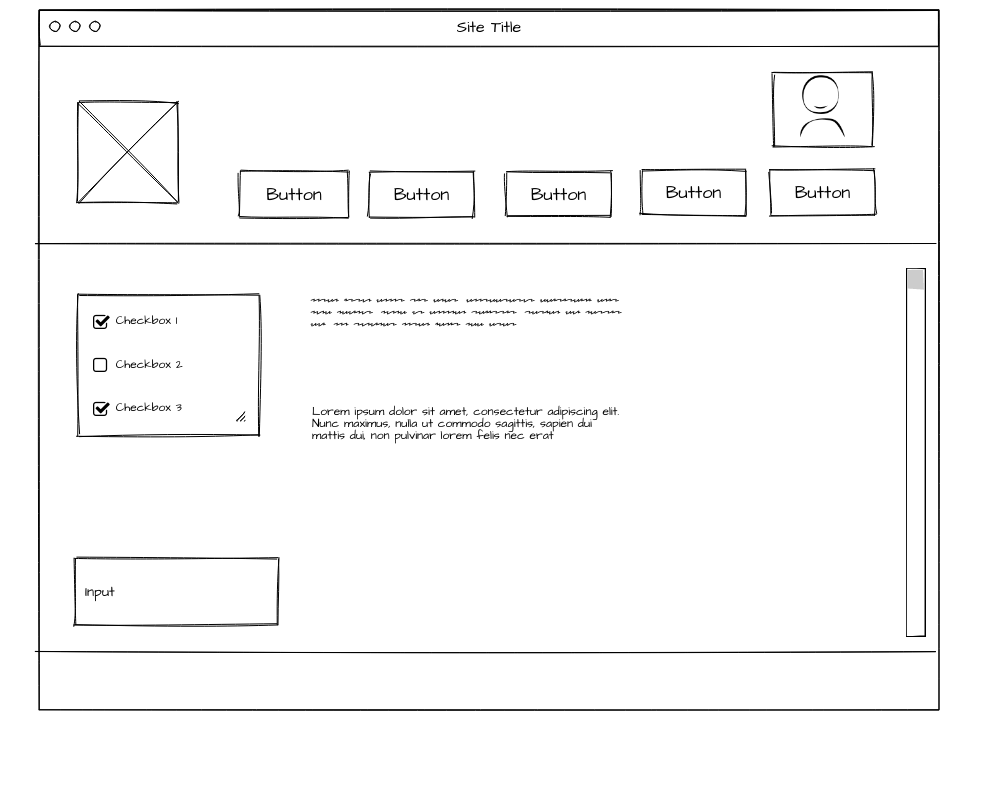 Site Title
Button
Button
Button
Button
Button
Checkbox 1
Checkbox 2
Checkbox 3
Lorem ipsum dolor sit amet, consectetur adipiscing elit.
Nunc maximus, nulla ut commodo sagittis, sapien dui
mattis dui, non pulvinar lorem felis nec erat
Input